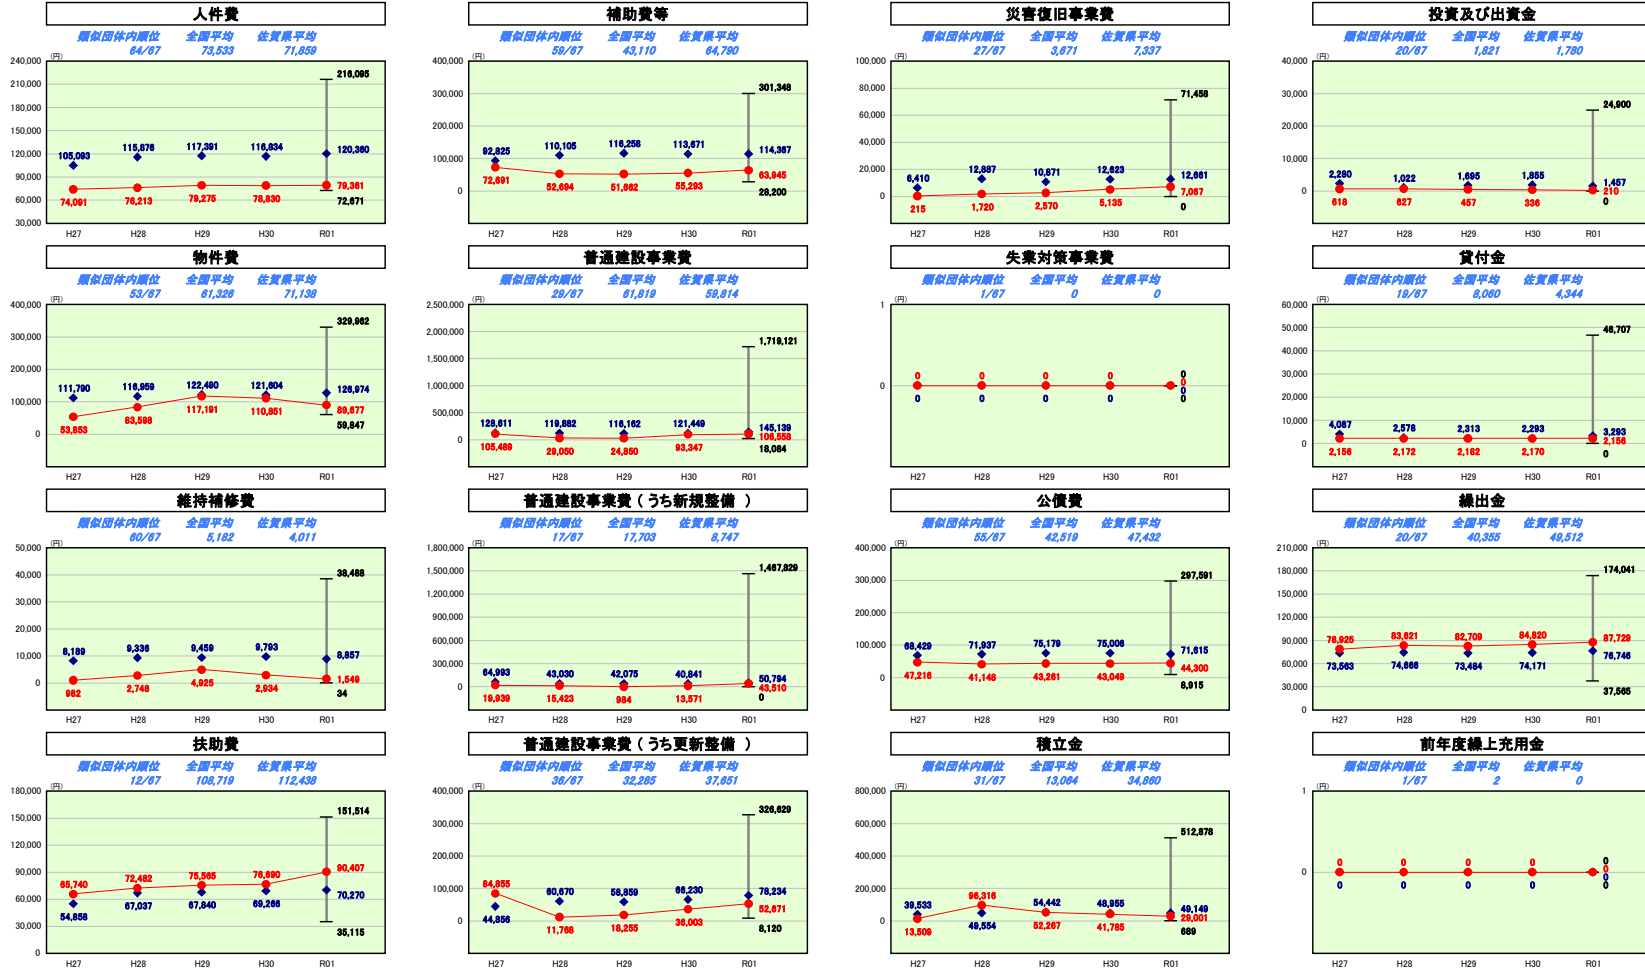 人件費
類似団体内順位 全国平均 佐賀県平均
64/67 73,533 71,859
(円)
240,000
210,000
180,000
150,000
120,000
90,000
60,000
30,000
216,095
105,093 115,876 117,391 116,834 120,360
74,091 76,213 79,275 78,830 79,361
72,671
H27 H28 H29 H30 R01
補助費等
類似団体内順位 全国平均 佐賀県平均
59/67 43,110 64,790
(円)
400,000
300,000
200,000
100,000
0
301,348
92,825 110,105 116,258 113,671 114,367
72,691 52,694 51,662 55,293 63,945
28,200
H27 H28 H29 H30 R01
災害復旧事業費
類似団体内順位 全国平均 佐賀県平均
27/67 3,671 7,337
(円)
100,000
80,000
60,000
40,000
20,000
0
71,458
6,410 12,887 10,871 12,623 12,661
215 1,720 2,570 5,135 7,067
0
H27 H28 H29 H30 R01
投資及び出資金
類似団体内順位 全国平均 佐賀県平均
20/67 1,821 1,780
(円)
40,000
30,000
20,000
10,000
0
24,900
2,280 1,022 1,695 1,855 1,457
618 627 457 336 210
0
H27 H28 H29 H30 R01
物件費
類似団体内順位 全国平均 佐賀県平均
53/67 61,326 71,138
(円)
400,000
300,000
200,000
100,000
0
329,962
111,790 116,959 122,490 121,604 126,974
53,853 83,598 117,191 110,851 89,677
59,847
H27 H28 H29 H30 R01
普通建設事業費
類似団体内順位 全国平均 佐賀県平均
29/67 61,819 59,814
(円)
2,500,000
2,000,000
1,500,000
1,000,000
500,000
0
1,719,121
128,611 119,882 116,162 121,449 145,139
105,489 29,050 24,850 93,347 106,558
18,084
H27 H28 H29 H30 R01
失業対策事業費
類似団体内順位 全国平均 佐賀県平均
1/67 0 0
(円)
1
0
0
0 0 0 0 0
0 0 0 0 0
0
H27 H28 H29 H30 R01
貸付金
類似団体内順位 全国平均 佐賀県平均
19/67 8,060 4,344
(円)
60,000
50,000
40,000
30,000
20,000
10,000
0
46,707
4,087 2,578 2,313 2,293 3,293
2,156 2,172 2,182 2,170 2,156
0
H27 H28 H29 H30 R01
維持補修費
類似団体内順位 全国平均 佐賀県平均
60/67 5,182 4,011
(円)
50,000
40,000
30,000
20,000
10,000
0
38,488
8,189 9,336 9,459 9,793 8,857
982 2,748 4,925 2,934 1,549
34
H27 H28 H29 H30 R01
普通建設事業費 ( うち新規整備 )
類似団体内順位 全国平均 佐賀県平均
17/67 17,703 8,747
(円)
1,800,000
1,500,000
1,200,000
900,000
600,000
300,000
0
1,467,829
64,993 43,030 42,075 40,841 50,794
19,939 15,423 984 13,571 43,510
0
H27 H28 H29 H30 R01
公債費
類似団体内順位 全国平均 佐賀県平均
55/67 42,519 47,432
(円)
400,000
300,000
200,000
100,000
0
297,591
68,429 71,937 75,179 75,006 71,615
47,216 41,148 43,261 43,049 44,300
8,915
H27 H28 H29 H30 R01
繰出金
類似団体内順位 全国平均 佐賀県平均
20/67 40,355 49,512
(円)
210,000
180,000
150,000
120,000
90,000
60,000
30,000
0
174,041
78,925 83,621 82,709 84,820 87,729
73,563 74,666 73,484 74,171 76,746
37,565
H27 H28 H29 H30 R01
扶助費
類似団体内順位 全国平均 佐賀県平均
12/67 108,719 112,438
(円)
180,000
150,000
120,000
90,000
60,000
30,000
0
151,514
65,740 72,482 75,565 76,690 90,407
54,858 67,037 67,840 69,266 70,270
35,115
H27 H28 H29 H30 R01
普通建設事業費 ( うち更新整備 )
類似団体内順位 全国平均 佐賀県平均
36/67 32,285 37,651
(円)
400,000
300,000
200,000
100,000
0
326,629
84,855 60,670 58,859 66,230 78,234
44,856 11,768 18,255 36,003 52,671
8,120
H27 H28 H29 H30 R01
積立金
類似団体内順位 全国平均 佐賀県平均
31/67 13,064 34,860
(円)
800,000
600,000
400,000
200,000
0
512,878
39,533 96,316 54,442 48,955 49,149
13,509 49,554 52,267 41,785 29,001
689
H27 H28 H29 H30 R01
前年度繰上充用金
類似団体内順位 全国平均 佐賀県平均
1/67 2 0
(円)
1
0
0
0 0 0 0 0
0 0 0 0 0
0
H27 H28 H29 H30 R01